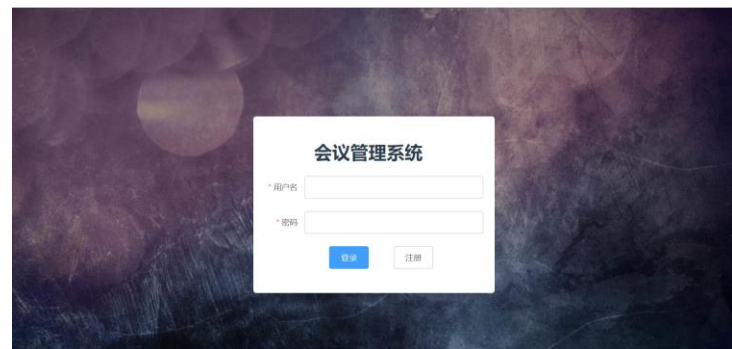 会议管理系统
* 用户名
* 密码
登录
注册